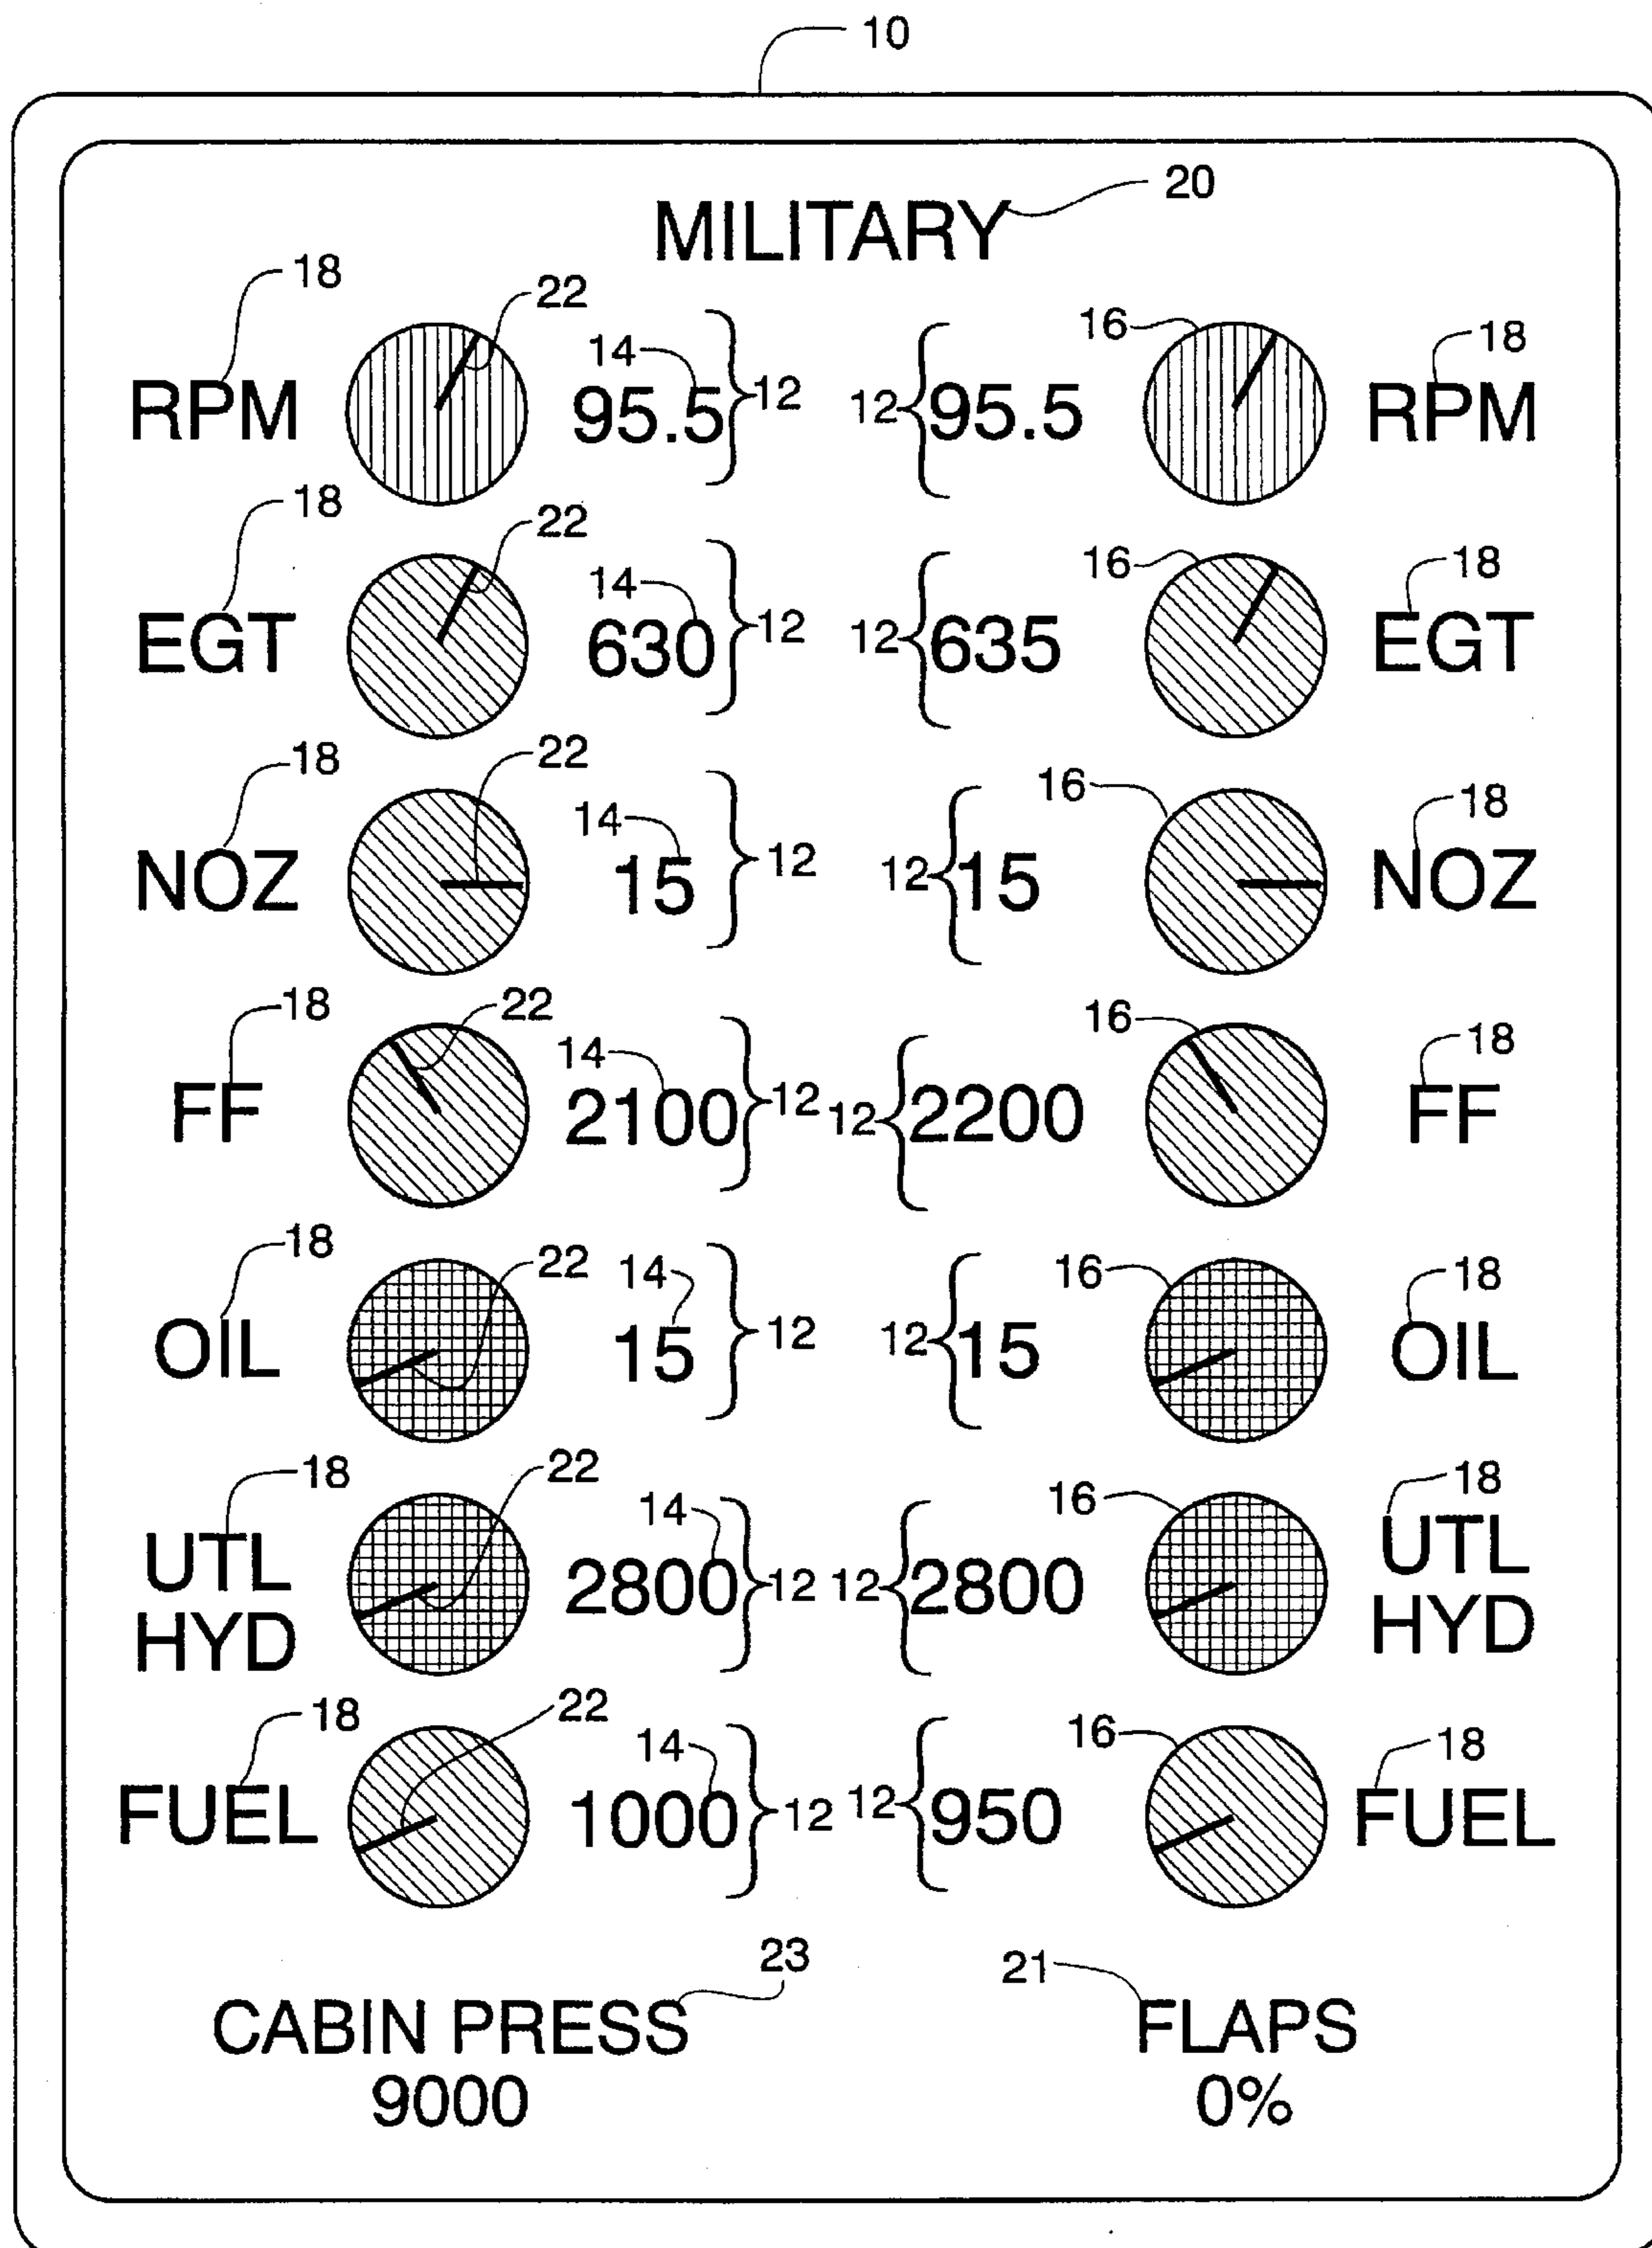 10
20
MILITARY
18 22 14 12 12 16 18
RPM 95.5 95.5 RPM
18 22 14 12 12 16 18
EGT 630 635 EGT
18 22 14 12 12 16 18
NOZ 15 15 NOZ
18 22 14 12 12 16 18
FF 2100 2200 FF
18 22 14 12 12 16 18
OIL 15 15 OIL
18 22 14 12 12 16 18
UTL 2800 2800 UTL
HYD HYD
18 22 14 12 12 16 18
FUEL 1000 950 FUEL
23 21
CABIN PRESS FLAPS
9000 0%